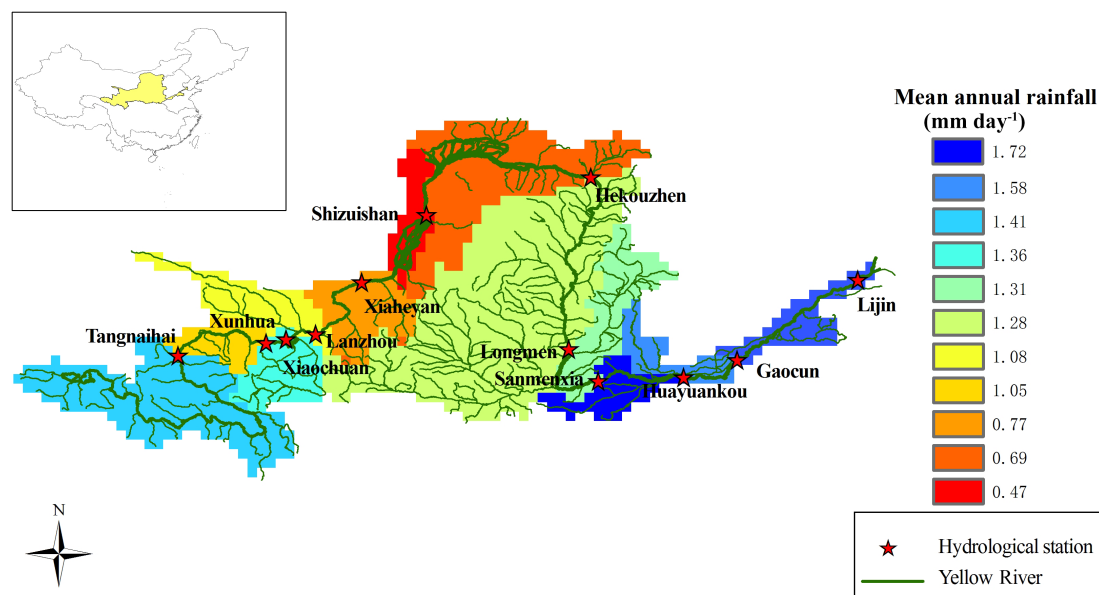 Mean annual rainfall
(mm day-1)
1.72
1.58
1.41
1.36
1.31
1.28
1.08
1.05
0.77
0.69
0.47
Hekouzhen
Shizuishan
Xiaheyan
Lijin
Xunhua
Tangnaihai
Lanzhou
Longmen
Xiaochuan
Gaocun
Sanmenxia
Huayuankou
N
Hydrological station
Yellow River